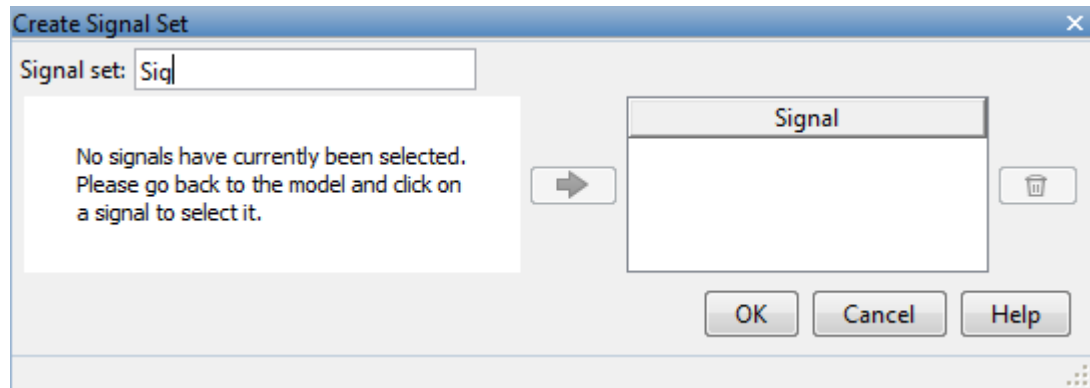 Create Signal Set
Signal set: Sig
No signals have currently been selected.
Please go back to the model and click on
a signal to select it.
Signal
OK Cancel Help